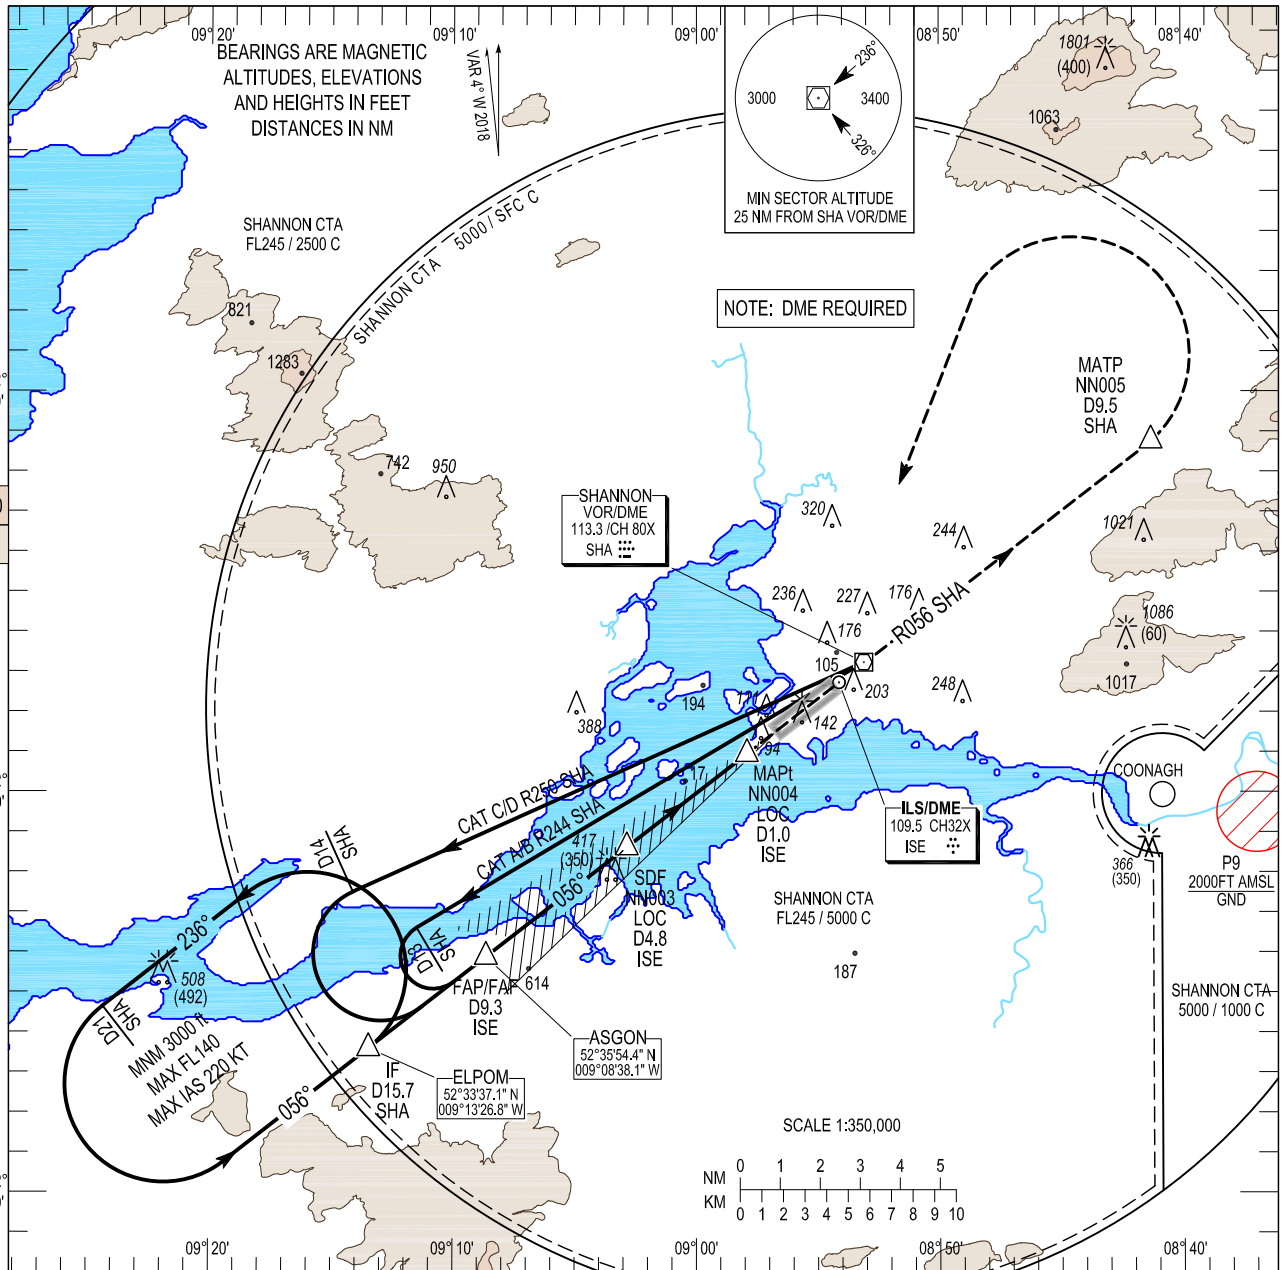 09°20'
09°10'
09°00'
08°50'
08°40'
BEARINGS ARE MAGNETIC
ALTITUDES, ELEVATIONS
AND HEIGHTS IN FEET
DISTANCES IN NM
VAR 4° W 2018
236°
3000
3400
326°
MIN SECTOR ALTITUDE
25 NM FROM SHA VOR/DME
1801
(400)
1063
SHANNON CTA
FL245 / 2500 C
SHANNON CTA 5000 / SFC C
NOTE: DME REQUIRED
821
1283
742
950
MATP
NN005
D9.5
SHA
SHANNON
VOR/DME
113.3 /CH 80X
SHA
320
244
1021
236
227
176
176
R056 SHA
1086
(60)
1017
105
203
248
194
171
142
388
94
17
MAPt
NN004
LOC
D1.0
ISE
COONAGH
ILS/DME
109.5 CH32X
ISE
366
(350)
P9
2000FT AMSL
GND
CAT C/D R250 SHA
CAT A/B R244 SHA
D14
SHA
417
(350)
056°
SDF
NN003
LOC
D4.8
ISE
SHANNON CTA
FL245 / 5000 C
187
236°
D13
SHA
508
(492)
D21
SHA
614
FAP/FAF
D9.3
ISE
SHANNON CTA
5000 / 1000 C
MNM 3000 ft
MAX FL140
MAX IAS 220 KT
ASGON
52°35'54.4" N
009°08'38.1" W
IF
D15.7
SHA
ELPOM
52°33'37.1" N
009°13'26.8" W
056°
SCALE 1:350,000
NM 0 1 2 3 4 5
KM 0 1 2 3 4 5 6 7 8 9 10
09°20'
09°10'
09°00'
08°50'
08°40'